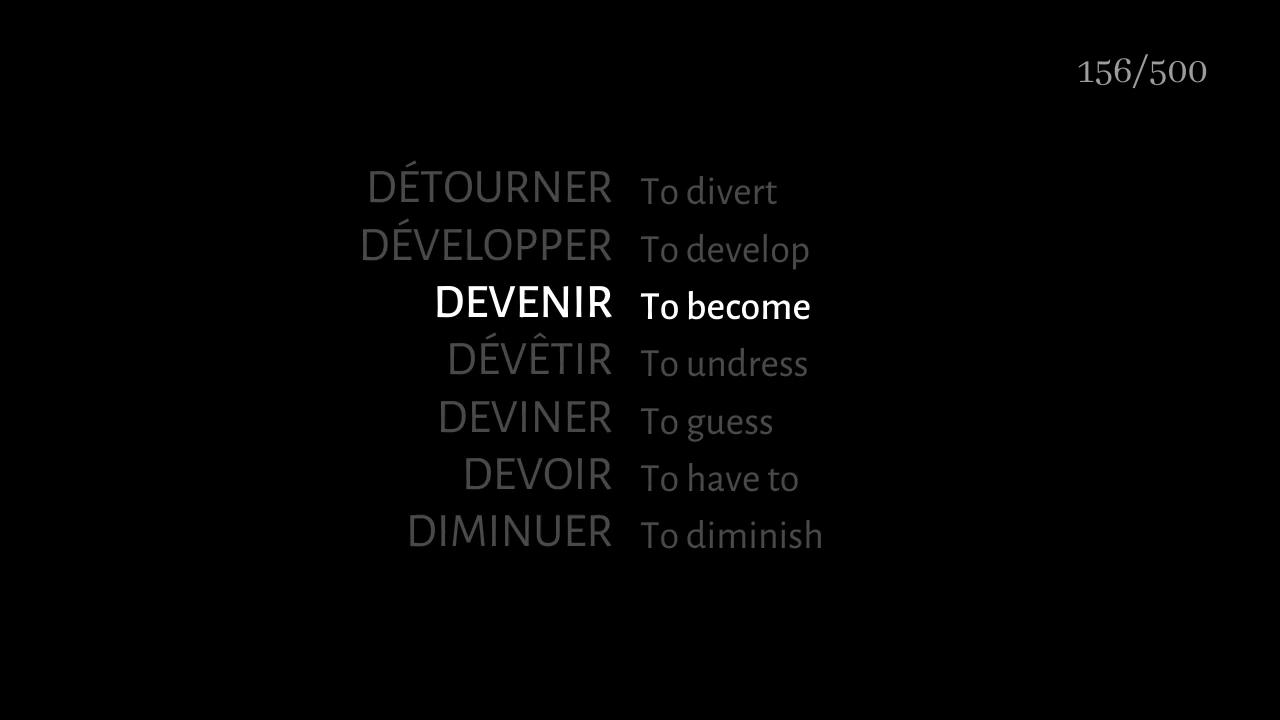 156/500
DÉTOURNER To divert
DÉVELOPPER To develop
DEVENIR To become
DÉVÊTIR To undress
DEVINER To guess
DEVOIR To have to
DIMINUER To diminish